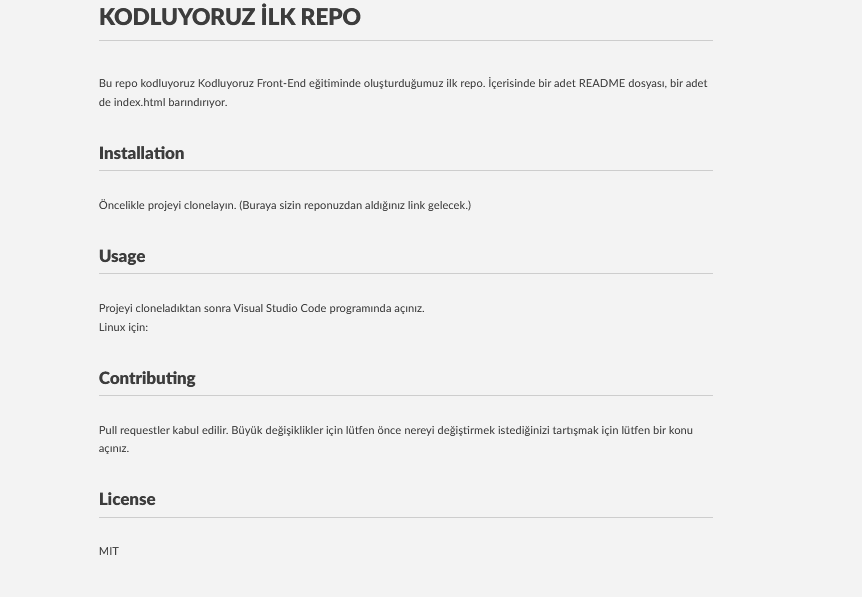 KODLUYORUZ İLK REPO
Bu repo kodluyoruz Kodluyoruz Front-End eğitiminde oluşturduğumuz ilk repo. İçerisinde bir adet README dosyası, bir adet
de index.html barındırıyor.
Installation
Öncelikle projeyi clonelayın. (Buraya sizin reponuzdan aldığınız link gelecek.)
Usage
Projeyi cloneladıktan sonra Visual Studio Code programında açınız.
Linux için:
Contributing
Pull requestler kabul edilir. Büyük değişiklikler için lütfen önce nereyi değiştirmek istediğinizi tartışmak için lütfen bir konu
açınız.
License
MIT